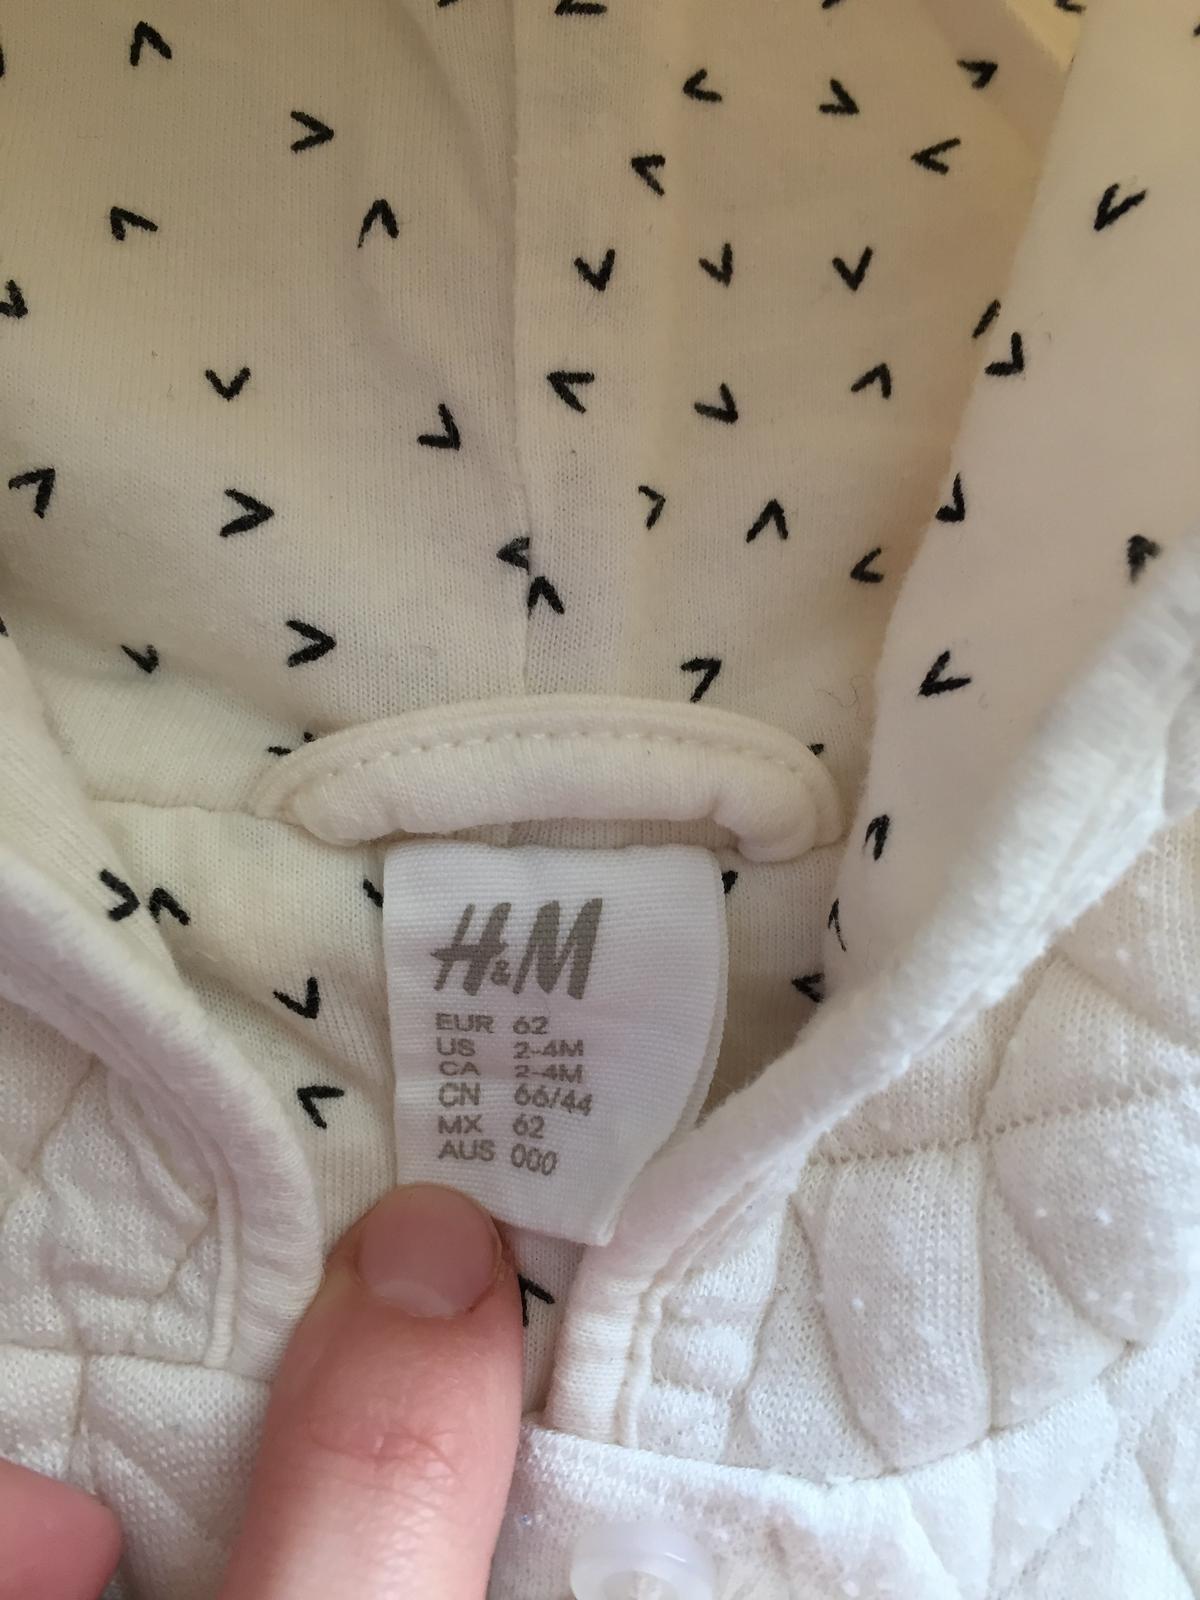 H&M
EUR 62
US 2-4M
CA 2-4M
CN 66/44
MX 62
AUS 000